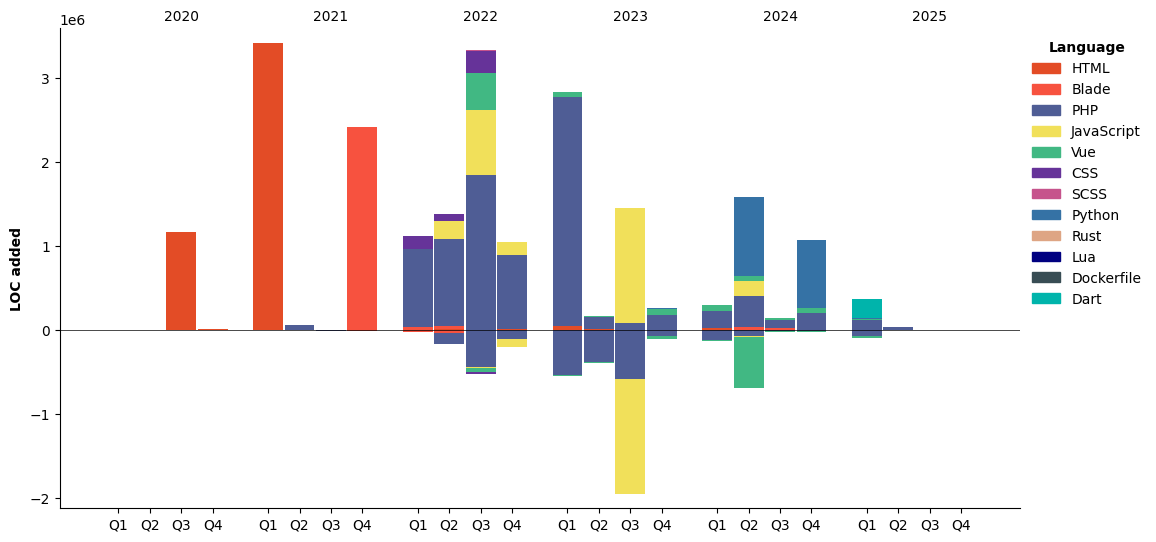 1e6
2020 2021 2022 2023 2024 2025
3
2
1
0
−1
−2
LOC added
Q1 Q2 Q3 Q4 Q1 Q2 Q3 Q4 Q1 Q2 Q3 Q4 Q1 Q2 Q3 Q4 Q1 Q2 Q3 Q4 Q1 Q2 Q3 Q4
Language
HTML
Blade
PHP
JavaScript
Vue
CSS
SCSS
Python
Rust
Lua
Dockerfile
Dart